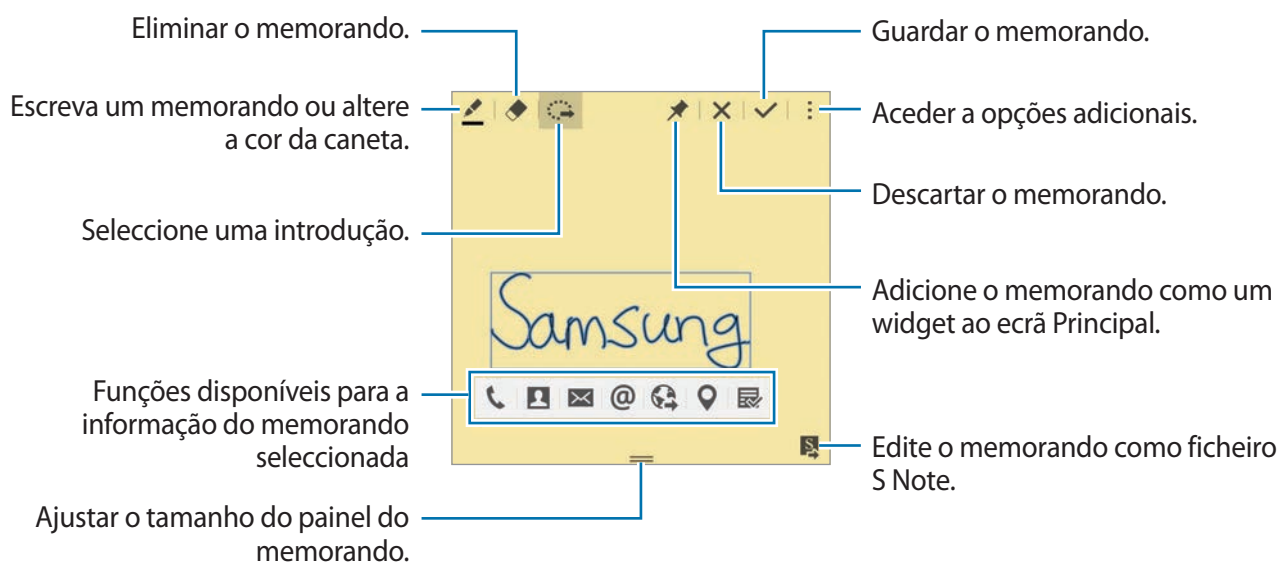 Eliminar o memorando.
Escreva um memorando ou altere
a cor da caneta.
Seleccione uma introdução.
Funções disponíveis para a
informação do memorando
seleccionada
Ajustar o tamanho do painel do
memorando.
Samsung
@
S
Guardar o memorando.
Aceder a opções adicionais.
Descartar o memorando.
Adicione o memorando como um
widget ao ecrã Principal.
Edite o memorando como ficheiro
S Note.